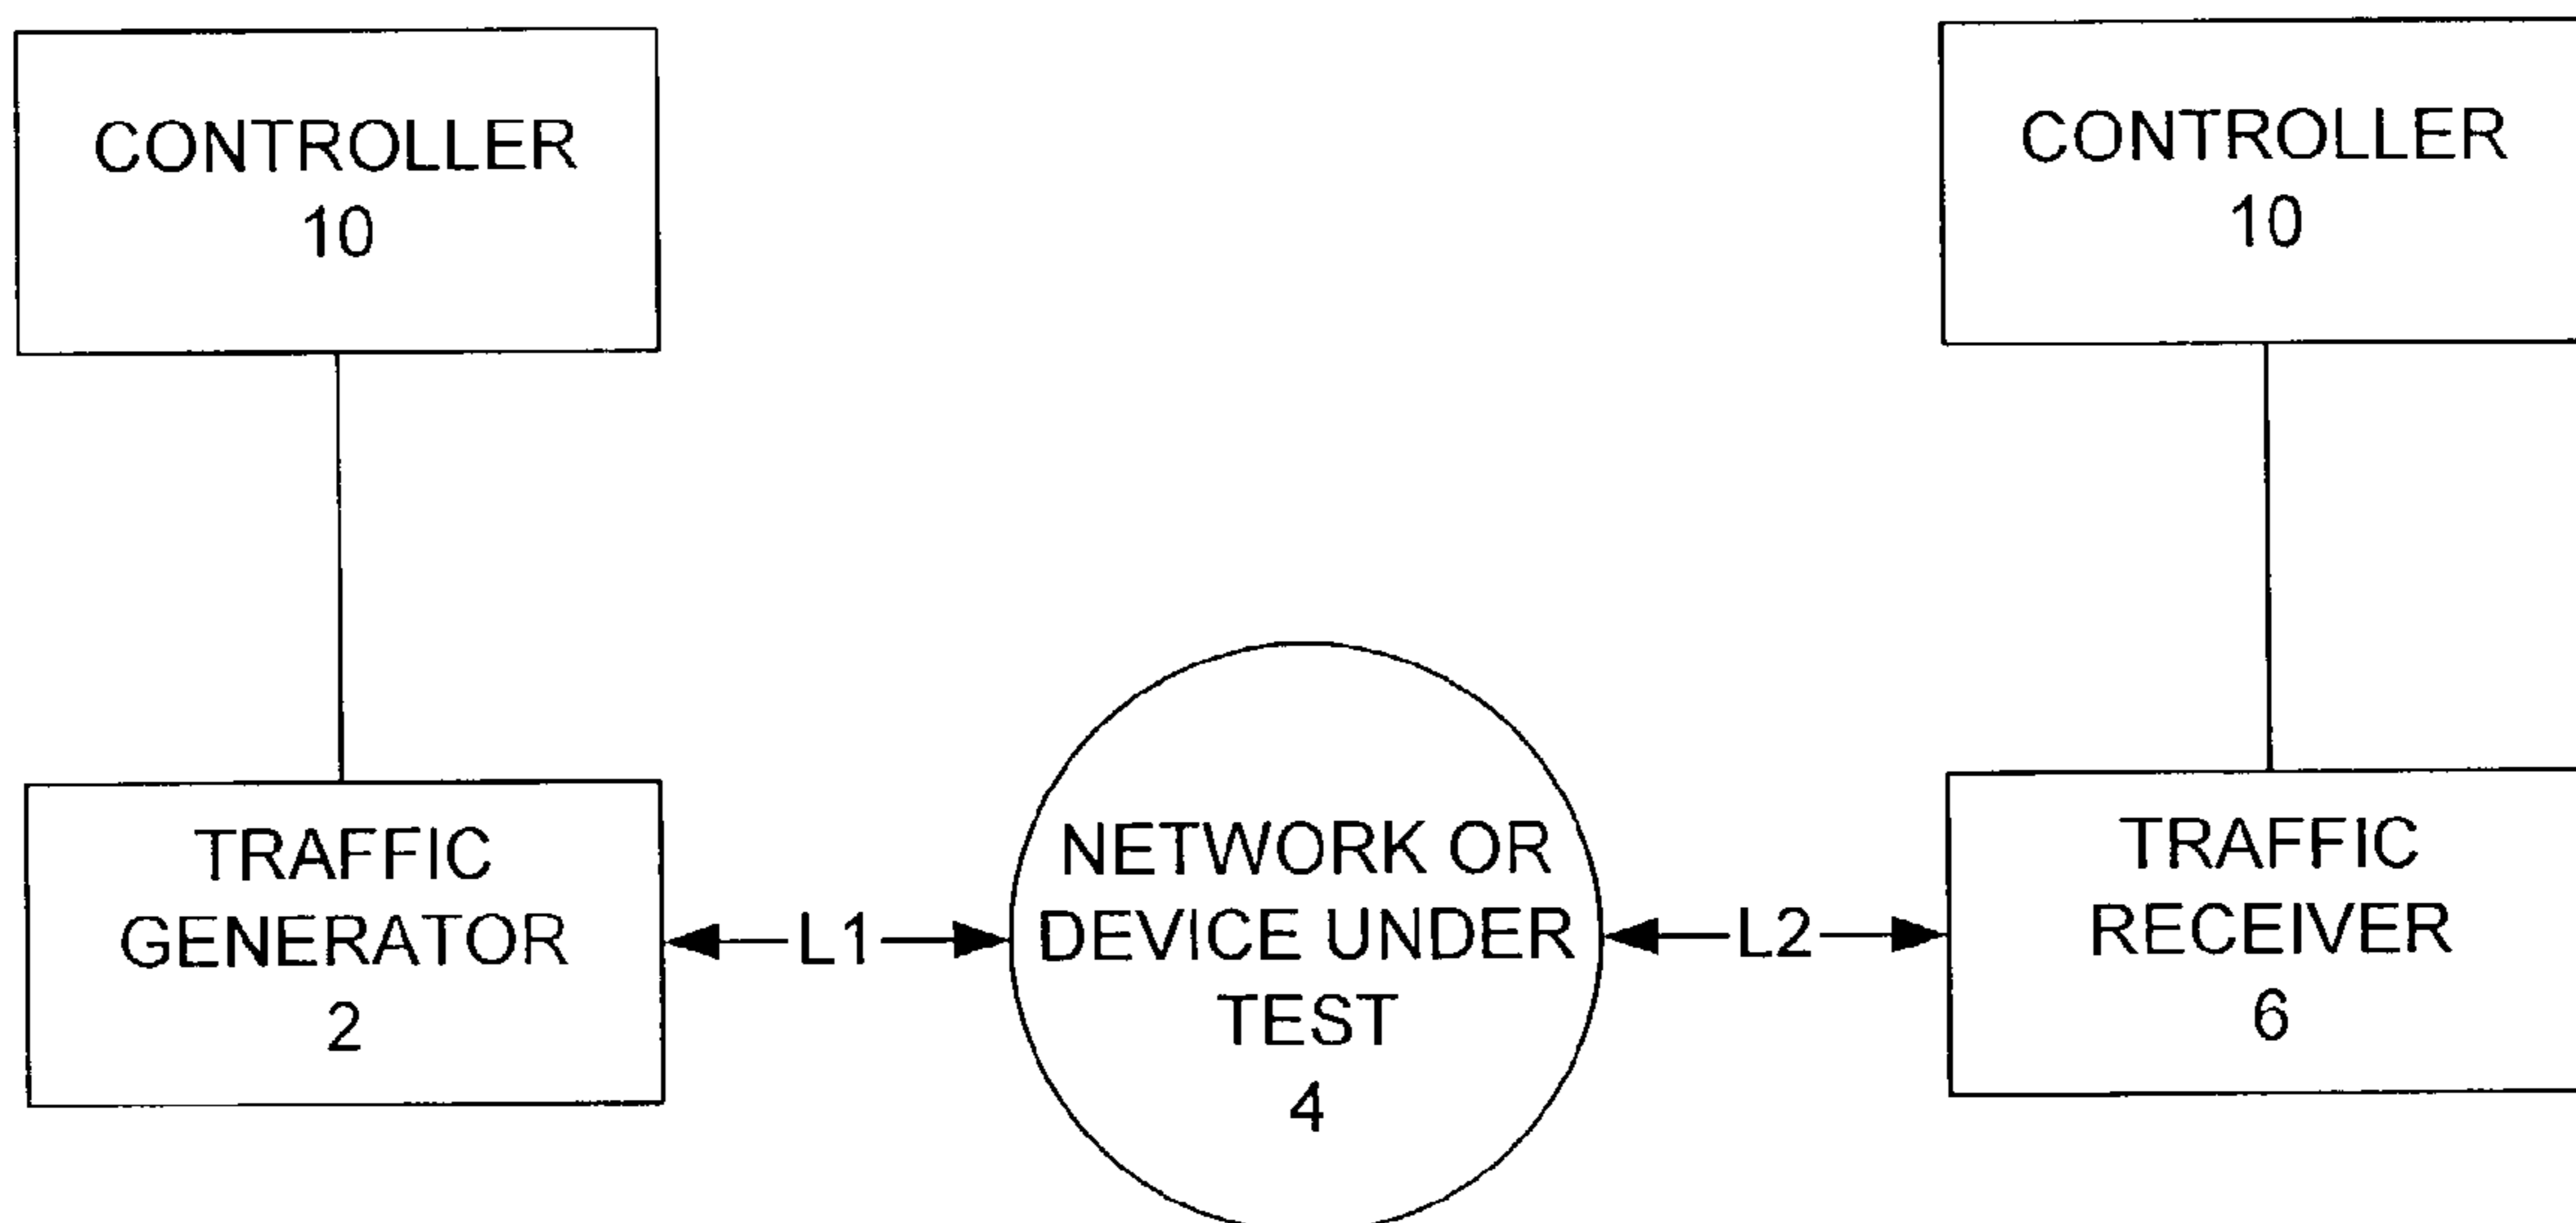 CONTROLLER
10
CONTROLLER
10
TRAFFIC
GENERATOR
2
L1
NETWORK OR
DEVICE UNDER
TEST
4
L2
TRAFFIC
RECEIVER
6